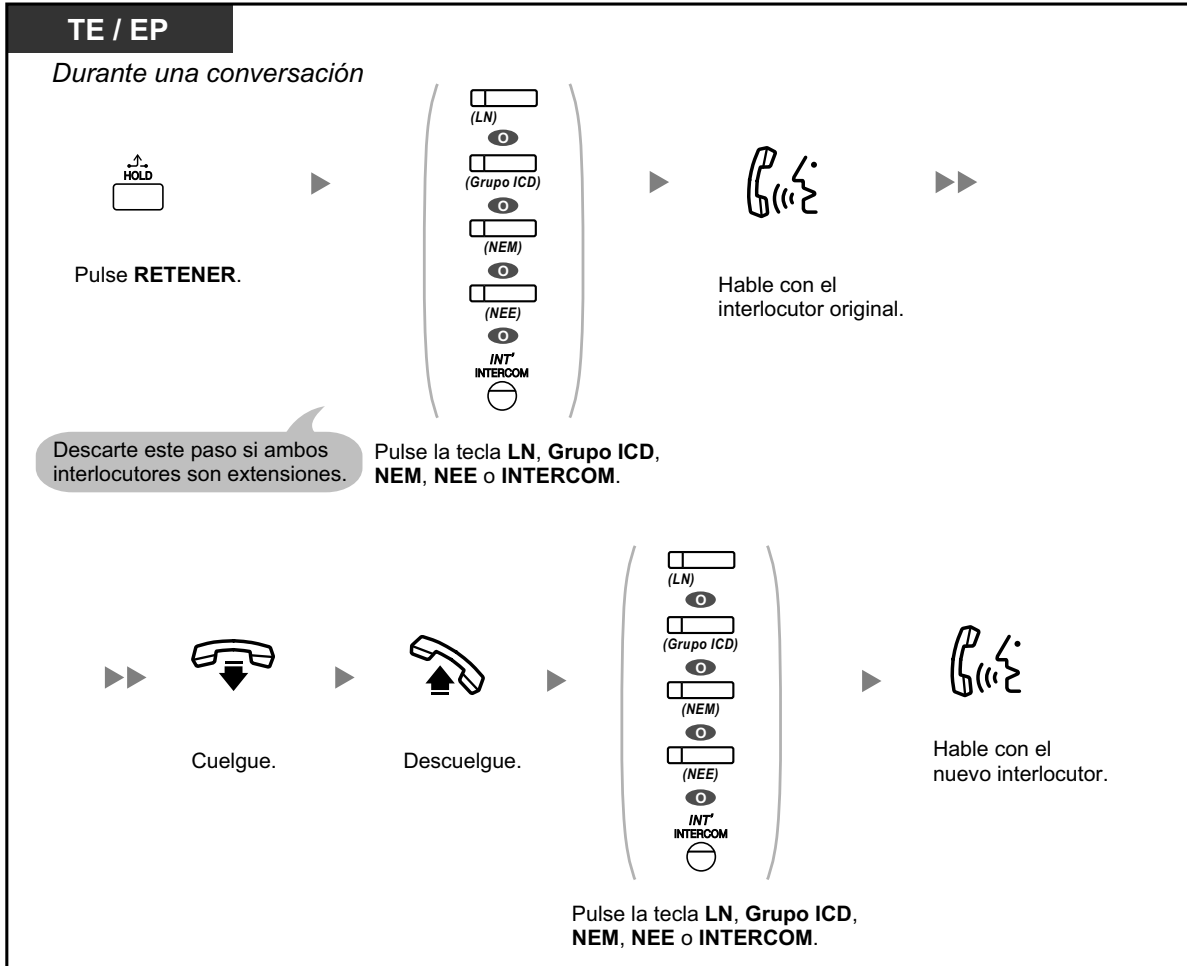 TE / EP
Durante una conversación
HOLD
Pulse RETENER.
(LN)
O
(Grupo ICD)
O
(NEM)
O
(NEE)
O
INT'
INTERCOM
Descarte este paso si ambos
interlocutores son extensiones.
Pulse la tecla LN, Grupo ICD,
NEM, NEE o INTERCOM.
Hable con el
interlocutor original.
Cuelgue.
Descuelgue.
(LN)
O
(Grupo ICD)
O
(NEM)
O
(NEE)
O
INT'
INTERCOM
Pulse la tecla LN, Grupo ICD,
NEM, NEE o INTERCOM.
Hable con el
nuevo interlocutor.